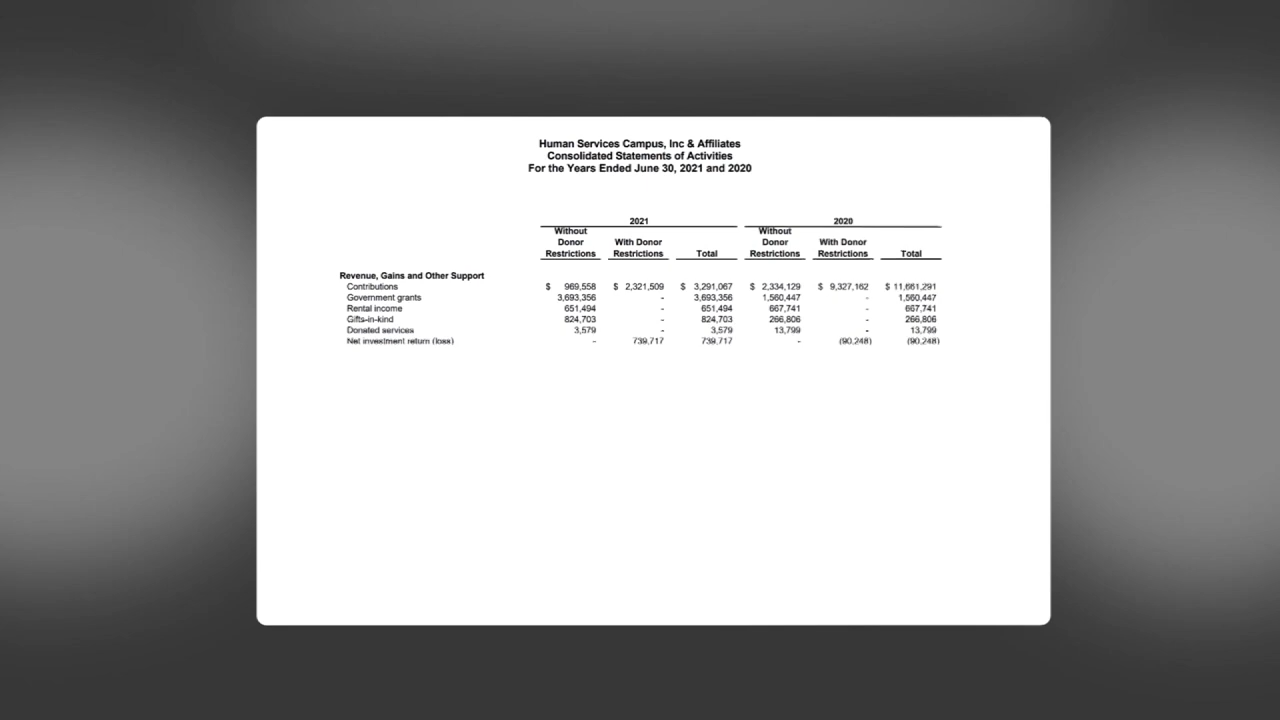 Human Services Campus, Inc & Affiliates
Consolidated Statements of Activities
For the Years Ended June 30, 2021 and 2020
2021 2020
Without Donor Restrictions With Donor Restrictions Total Without Donor Restrictions With Donor Restrictions Total
Revenue, Gains and Other Support
Contributions $ 969,558 $ 2,321,509 $ 3,291,067 $ 2,334,129 $ 9,327,162 $ 11,661,291
Government grants 3,693,356 - 3,693,356 1,560,447 - 1,560,447
Rental income 651,494 - 651,494 667,741 - 667,741
Gifts-in-kind 824,703 - 824,703 266,806 - 266,806
Donated services 3,579 - 3,579 13,799 - 13,799
Net investment return (loss) - 739,717 739,717 - (90,248) (90,248)